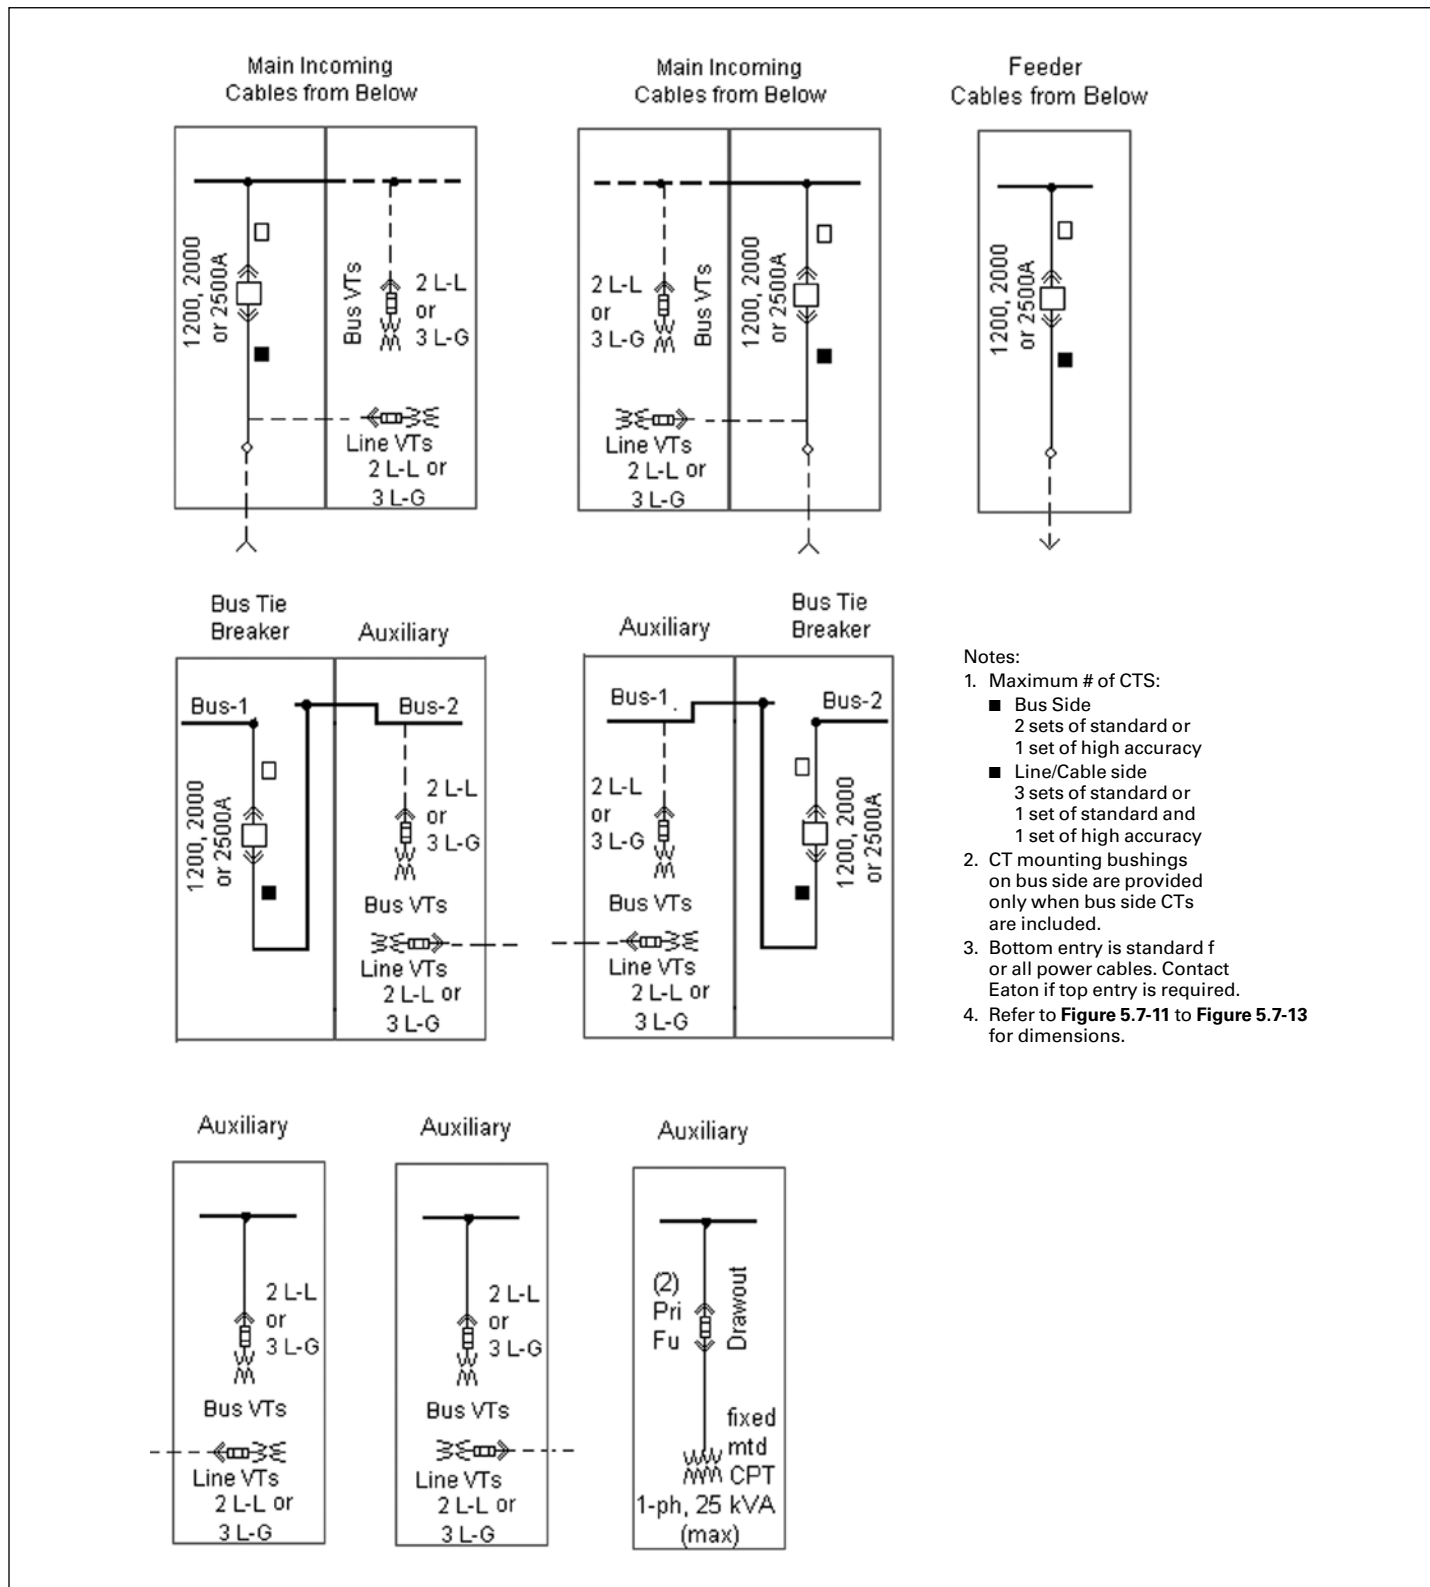 Main Incoming
Cables from Below
1200, 2000
or 2500A
Bus VTs
2 L-L
or
3 L-G
Line VTs
2 L-L or
3 L-G
Main Incoming
Cables from Below
2 L-L
or
3 L-G
Bus VTs
1200, 2000
or 2500A
Line VTs
2 L-L or
3 L-G
Feeder
Cables from Below
1200, 2000
or 2500A
Bus Tie
Breaker
Auxiliary
Bus-1
Bus-2
1200, 2000
or 2500A
2 L-L
or
3 L-G
Bus VTs
Line VTs
2 L-L or
3 L-G
Auxiliary
Bus Tie
Breaker
Bus-1
Bus-2
2 L-L
or
3 L-G
1200, 2000
or 2500A
Bus VTs
Line VTs
2 L-L or
3 L-G
Notes:
1. Maximum # of CTS:
■ Bus Side
2 sets of standard or
1 set of high accuracy
■ Line/Cable side
3 sets of standard or
1 set of standard and
1 set of high accuracy
2. CT mounting bushings
on bus side are provided
only when bus side CTs
are included.
3. Bottom entry is standard f
or all power cables. Contact
Eaton if top entry is required.
4. Refer to Figure 5.7-11 to Figure 5.7-13
for dimensions.
Auxiliary
2 L-L
or
3 L-G
Bus VTs
Line VTs
2 L-L or
3 L-G
Auxiliary
2 L-L
or
3 L-G
Bus VTs
Line VTs
2 L-L or
3 L-G
Auxiliary
(2)
Pri
Fu
Drawout
fixed
mtd
CPT
1-ph, 25 kVA
(max)